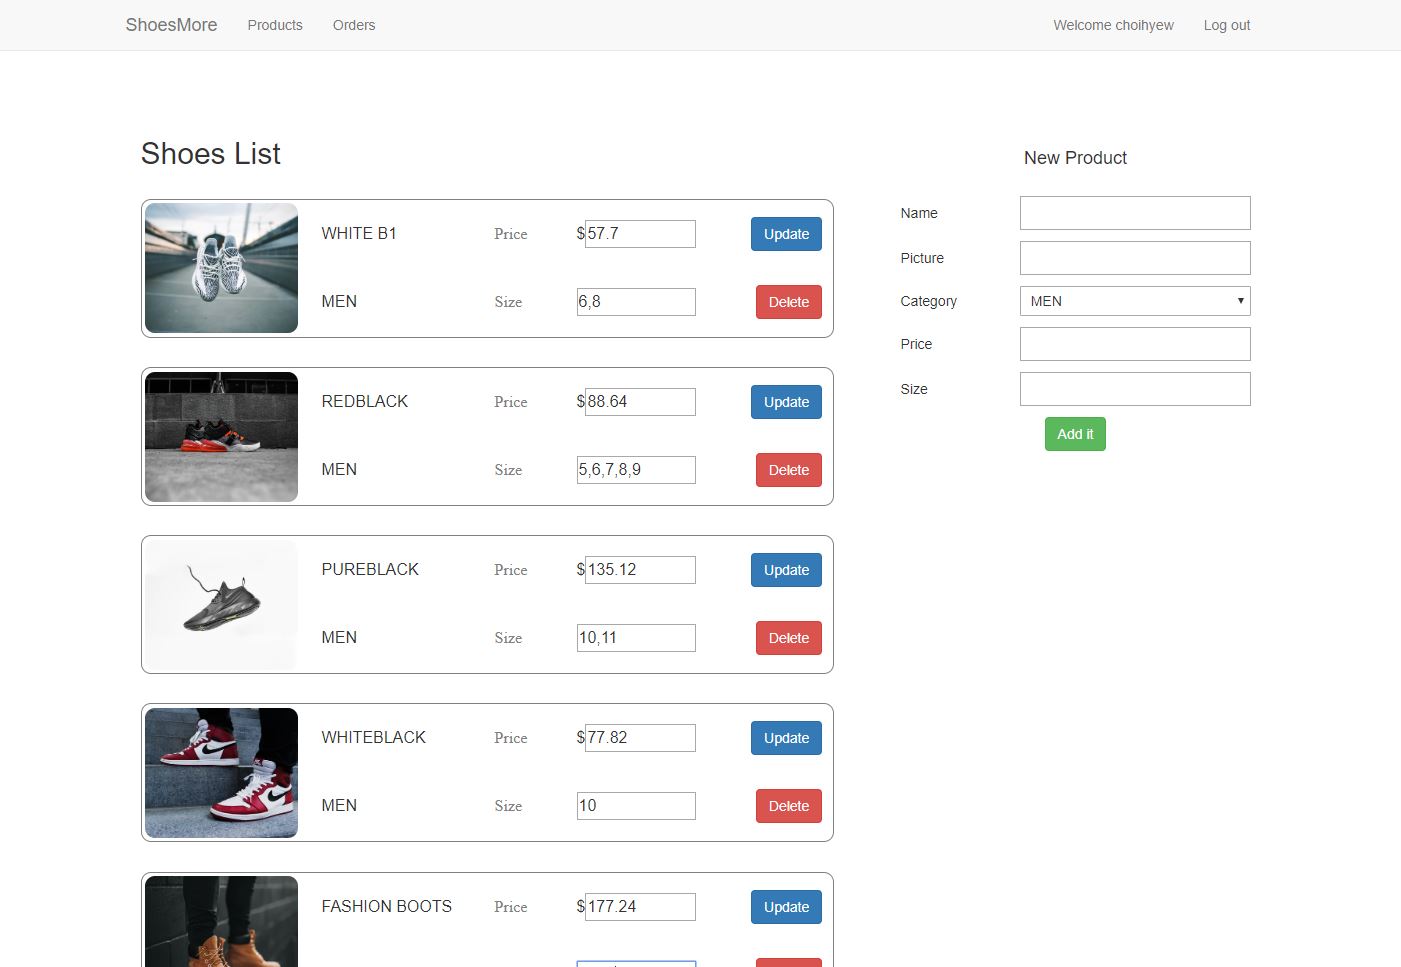 ShoesMore Products Orders Welcome choihyew Log out
Shoes List
WHITE B1 Price $57.7 Update
MEN Size 6,8 Delete
REDBLACK Price $88.64 Update
MEN Size 5,6,7,8,9 Delete
PUREBLACK Price $135.12 Update
MEN Size 10,11 Delete
WHITEBLACK Price $77.82 Update
MEN Size 10 Delete
FASHION BOOTS Price $177.24 Update
New Product
Name
Picture
Category MEN
Price
Size
Add it